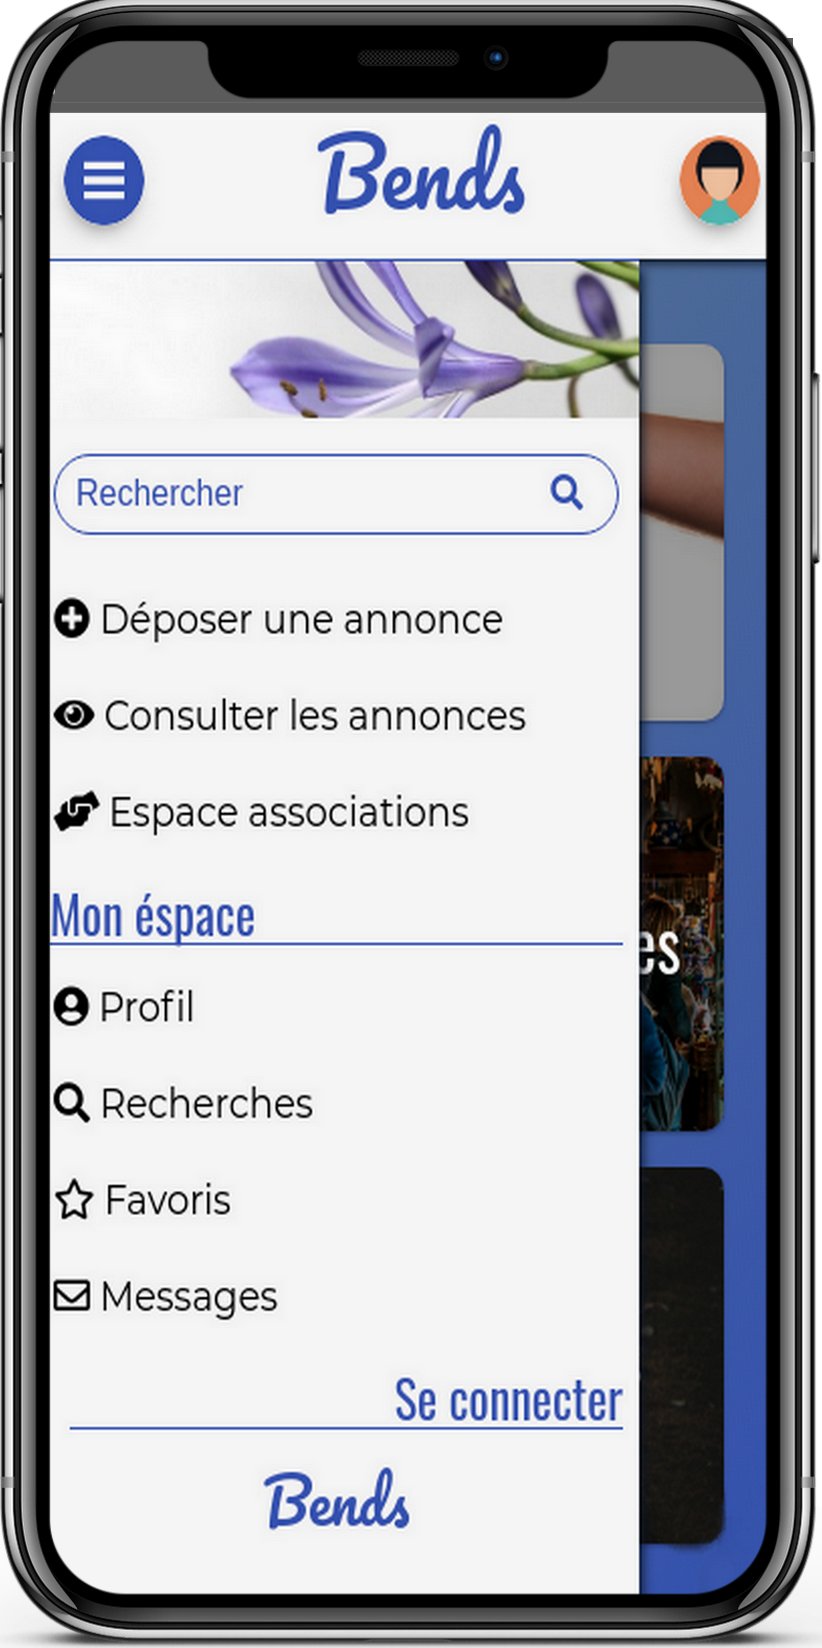 Bends
Rechercher
Déposer une annonce
Consulter les annonces
Espace associations
Mon éspace
es
Profil
Recherches
Favoris
Messages
Se connecter
Bends